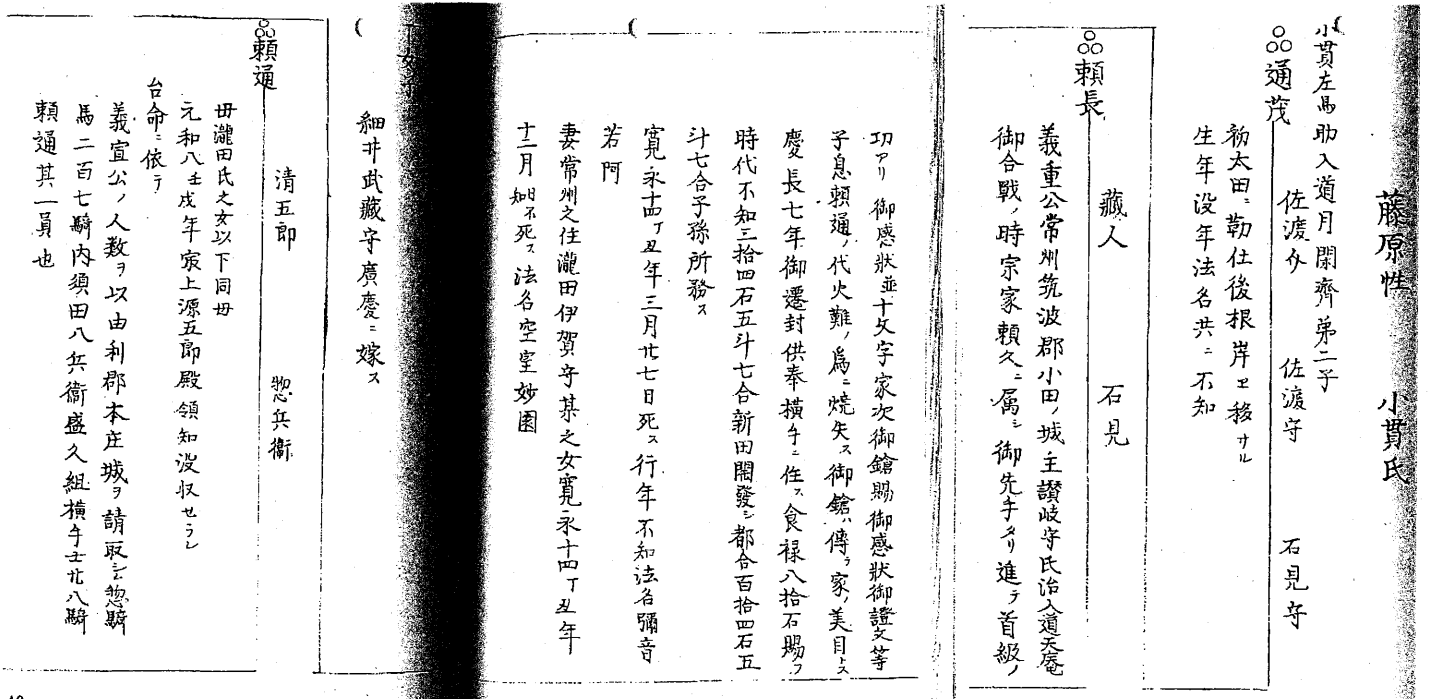 藤原性　小貫氏
小貫左馬助入道月閑齊第二子
通茂　佐渡介　佐渡守　石見守
初太田ニ勤仕後根岸ヱ移サル
生年没年法名共ニ不知
頼長　藏人　石見
義重公常州筑波郡小田ノ城主讃岐守氏治入道天庵
御合戰ノ時宗家頼久ニ属シ御先手タリ進テ首級ノ
功アリ 御感狀並十文字家次御鎗賜御感狀御證文等
子息頼通ノ代火難ノ爲ニ燒失ス御鎗ハ傳テ家ノ美目トス
慶長七年御遷封供奉横手ニ住ス食禄八拾石賜フ
時代不知三拾四石五斗七合新田開發シ都合百拾四石五
斗七合子孫所務ス
寛永十四丁丑年三月廿七日死ス行年不知法名彌音
若阿
妻常州之住瀧田伊賀守某之女寛永十四丁丑年
十二月 日不知 死ス 法名空室妙園
女子
細井武藏守廣慶ニ嫁ス
頼通　清五郎　惣兵衞
母瀧田氏之女以下同母
元和八壬戌年最上源五郎殿領知没収セラレ
台命ニ依テ
義宣公ノ人数ヲ以由利郡本庄城ヲ請取シ惣騎
馬二百七騎内須田八兵衞盛久組横手士廿八騎
頼通其一員也